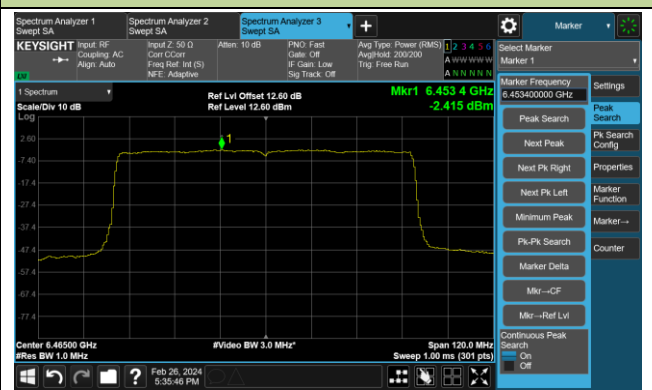 Spectrum Analyzer 1
Swept SA
Spectrum Analyzer 2
Swept SA
Spectrum Analyzer 3
Swept SA
+
Marker
KEYSIGHT
Input: RF
Coupling: AC
Align: Auto
Input Z: 50 Ω
Corr CCorr
Freq Ref: Int (S)
NFE: Adaptive
Atten: 10 dB
PNO: Fast
Gate: Off
IF Gain: Low
Sig Track: Off
Avg Type: Power (RMS)
Avg|Hold: 200/200
Trig: Free Run
1 2 3 4 5 6
A W W W W W
A N N N N N
LXI
Select Marker
Marker 1
1 Spectrum
Scale/Div 10 dB
Log
Ref Lvl Offset 12.60 dB
Ref Level 12.60 dBm
Mkr1 6.453 4 GHz
-2.415 dBm
2.60
-7.40
-17.4
-27.4
-37.4
-47.4
-57.4
-67.4
-77.4
1
Center 6.46500 GHz
#Res BW 1.0 MHz
#Video BW 3.0 MHz*
Span 120.0 MHz
Sweep 1.00 ms (301 pts)
Marker Frequency
6.453400000 GHz
Peak Search
Next Peak
Next Pk Right
Next Pk Left
Minimum Peak
Pk-Pk Search
Marker Delta
Mkr→CF
Mkr→Ref Lvl
Continuous Peak
Search
On
Off
Settings
Peak
Search
Pk Search
Config
Properties
Marker
Function
Marker→
Counter
?
Feb 26, 2024
5:35:46 PM